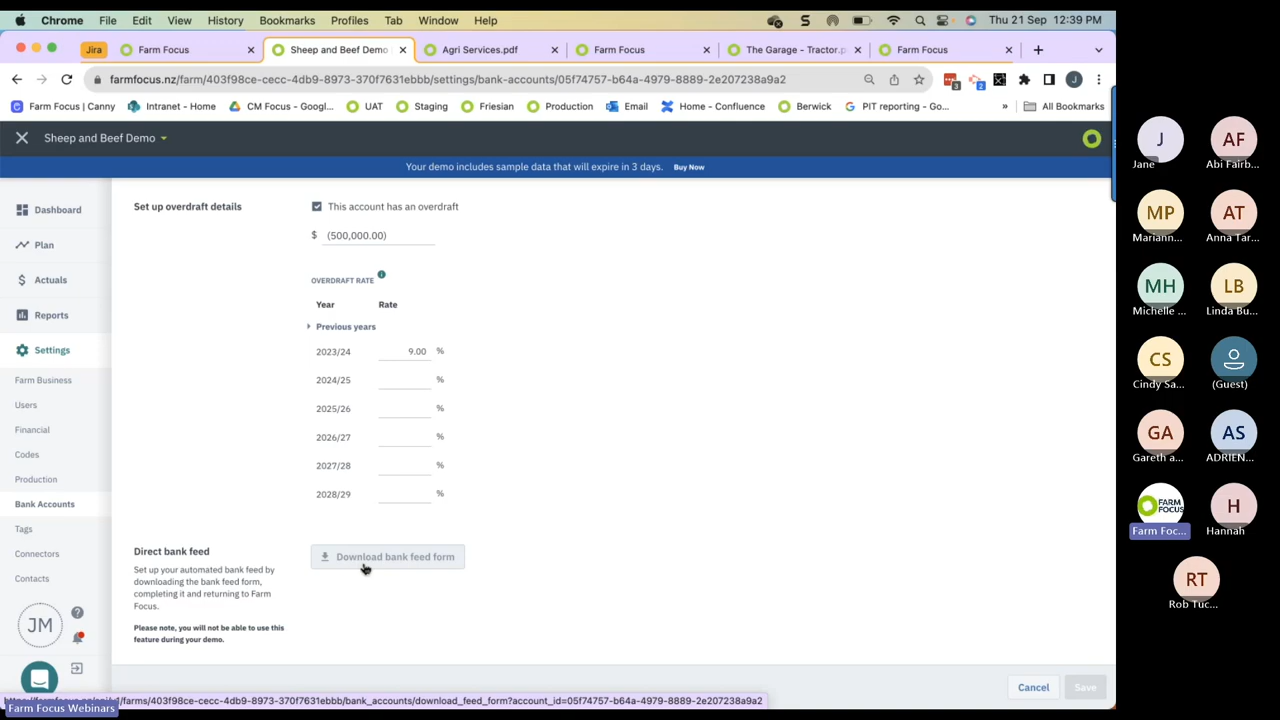 Chrome File Edit View History Bookmarks Profiles Tab Window Help Thu 21 Sep 12:39 PM
Jira Farm Focus Sheep and Beef Demo Agri Services.pdf Farm Focus The Garage - Tractor.p Farm Focus
farmfocus.nz/farm/403f98ce-cecc-4db9-8973-370f7631ebbb/settings/bank-accounts/05f74757-b64a-4979-8889-2e207238a9a2
3 2 J
Farm Focus | Canny Intranet - Home CM Focus - Googl... UAT Staging Friesian Production Email Home - Confluence Berwick PIT reporting - Go... » All Bookmarks
Sheep and Beef Demo
Your demo includes sample data that will expire in 3 days. Buy Now
Dashboard
Plan
Actuals
Reports
Settings
Farm Business
Users
Financial
Codes
Production
Bank Accounts
Tags
Connectors
Contacts
JM
Set up overdraft details
This account has an overdraft
$ (500,000.00)
OVERDRAFT RATE
Year Rate
Previous years
2023/24 9.00 %
2024/25 %
2025/26 %
2026/27 %
2027/28 %
2028/29 %
Direct bank feed
Download bank feed form
Set up your automated bank feed by
downloading the bank feed form,
completing it and returning to Farm
Focus.
Please note, you will not be able to use this
feature during your demo.
Cancel Save
/farms/403f98ce-cecc-4db9-8973-370f7631ebbb/bank_accounts/download_feed_form?account_id=05f74757-b64a-4979-8889-2e207238a9a2
Farm Focus Webinars
J AF
Jane Abi Fairb...
MP AT
Mariann... Anna Tar...
MH LB
Michelle ... Linda Bu...
CS
Cindy Sa... (Guest)
GA AS
Gareth a... ADRIEN...
FARM FOCUS H
Farm Foc... Hannah
RT
Rob Tuc...